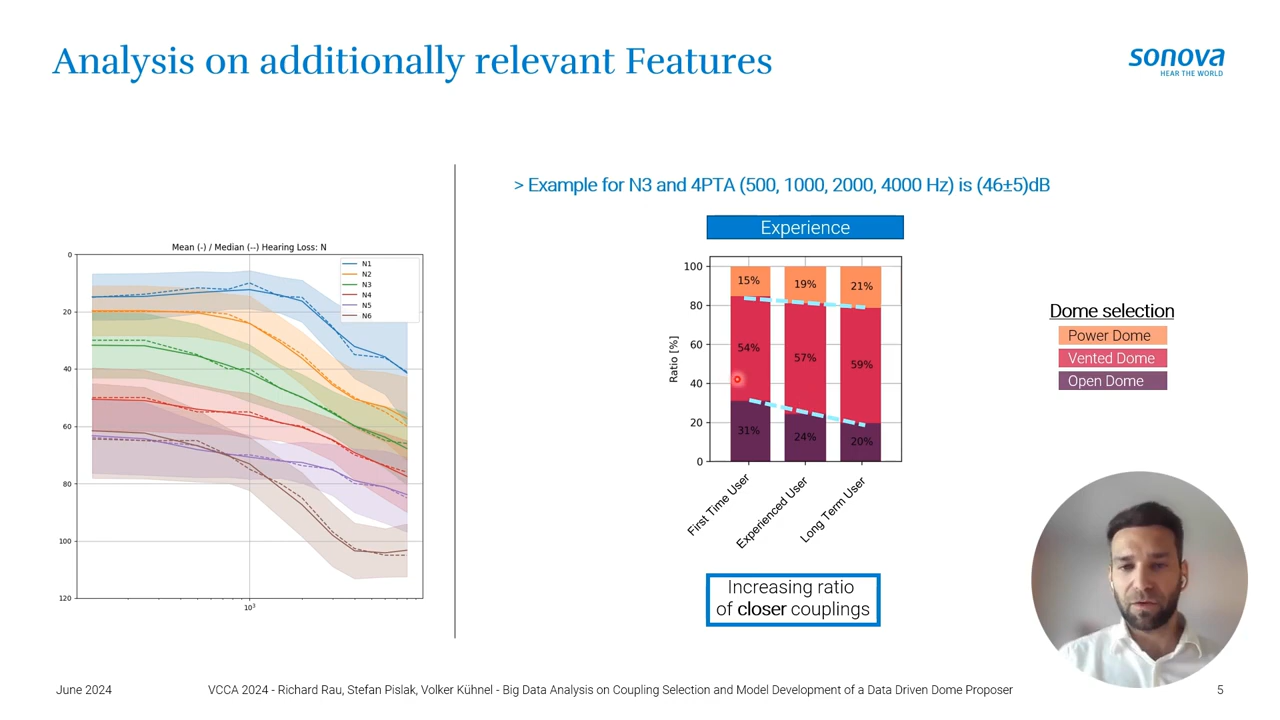 Analysis on additionally relevant Features
sonova
HEAR THE WORLD
Mean (-) / Median (--) Hearing Loss: N
N1
N2
N3
N4
N5
N6
0
20
40
60
80
100
120
10³
> Example for N3 and 4PTA (500, 1000, 2000, 4000 Hz) is (46±5)dB
Experience
Ratio [%]
100
80
60
40
20
0
15%
19%
21%
54%
57%
59%
31%
24%
20%
First Time User
Experienced User
Long Term User
Increasing ratio
of closer couplings
Dome selection
Power Dome
Vented Dome
Open Dome
June 2024
VCCA 2024 - Richard Rau, Stefan Pislak, Volker Kühnel - Big Data Analysis on Coupling Selection and Model Development of a Data Driven Dome Proposer
5